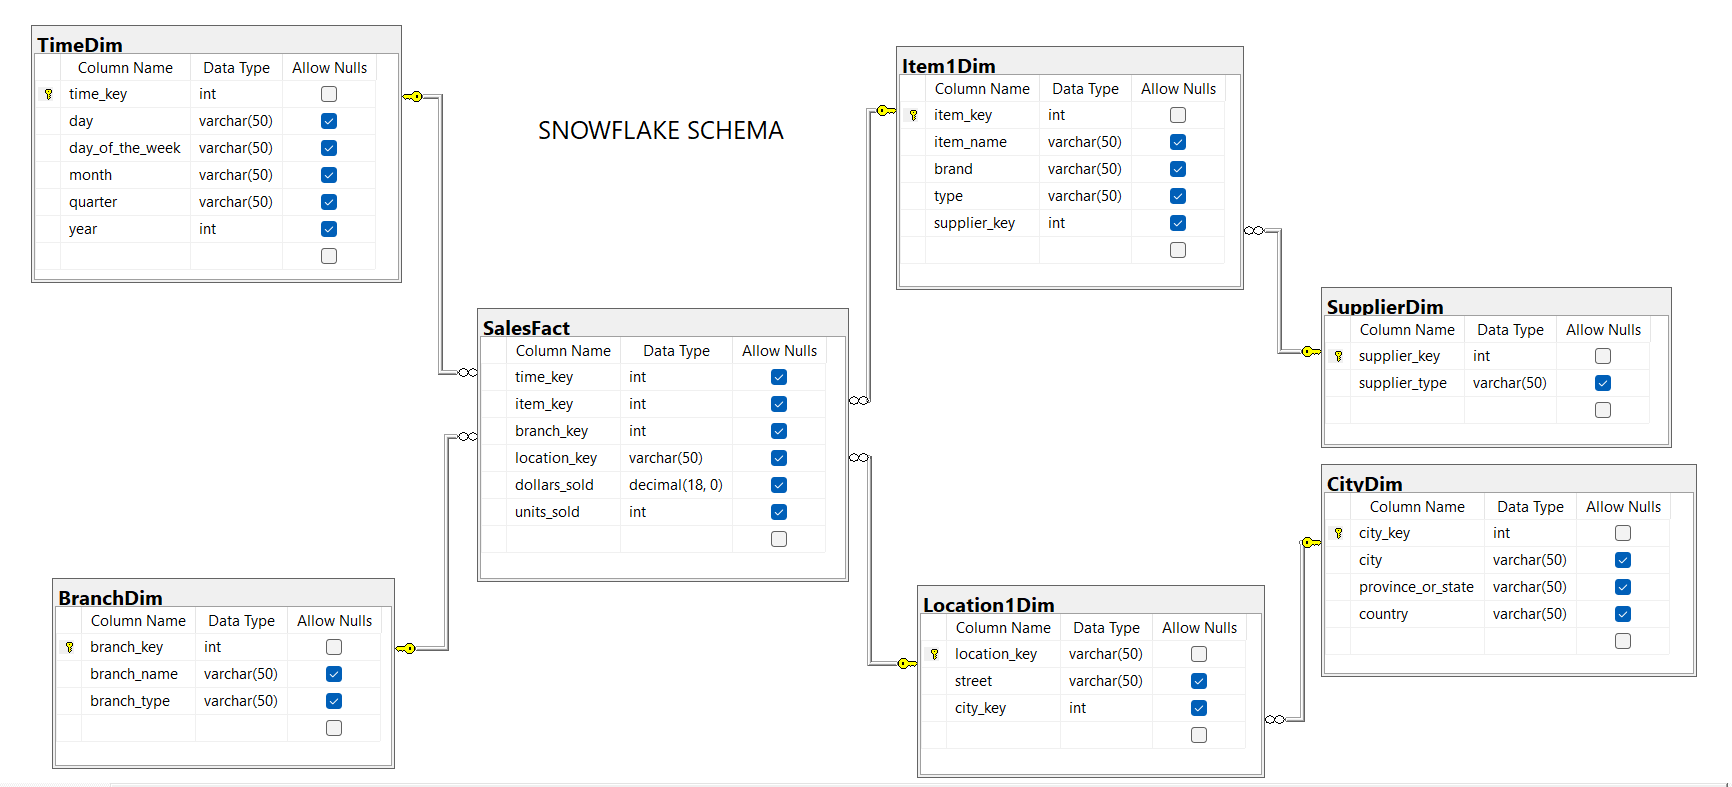 TimeDim
Column Name Data Type Allow Nulls
time_key int
day varchar(50)
day_of_the_week varchar(50)
month varchar(50)
quarter varchar(50)
year int
SNOWFLAKE SCHEMA
Item1Dim
Column Name Data Type Allow Nulls
item_key int
item_name varchar(50)
brand varchar(50)
type varchar(50)
supplier_key int
SupplierDim
Column Name Data Type Allow Nulls
supplier_key int
supplier_type varchar(50)
SalesFact
Column Name Data Type Allow Nulls
time_key int
item_key int
branch_key int
location_key varchar(50)
dollars_sold decimal(18, 0)
units_sold int
CityDim
Column Name Data Type Allow Nulls
city_key int
city varchar(50)
province_or_state varchar(50)
country varchar(50)
BranchDim
Column Name Data Type Allow Nulls
branch_key int
branch_name varchar(50)
branch_type varchar(50)
Location1Dim
Column Name Data Type Allow Nulls
location_key varchar(50)
street varchar(50)
city_key int